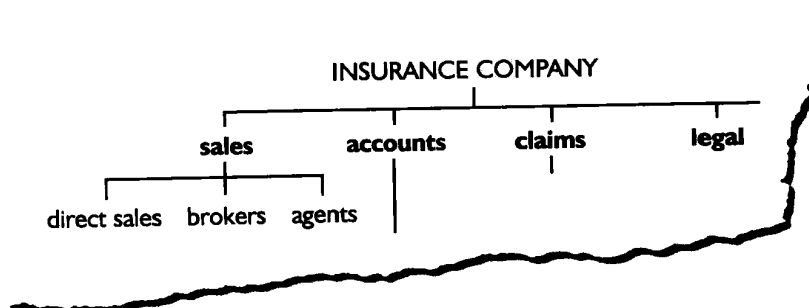 INSURANCE COMPANY
sales accounts claims legal
direct sales brokers agents